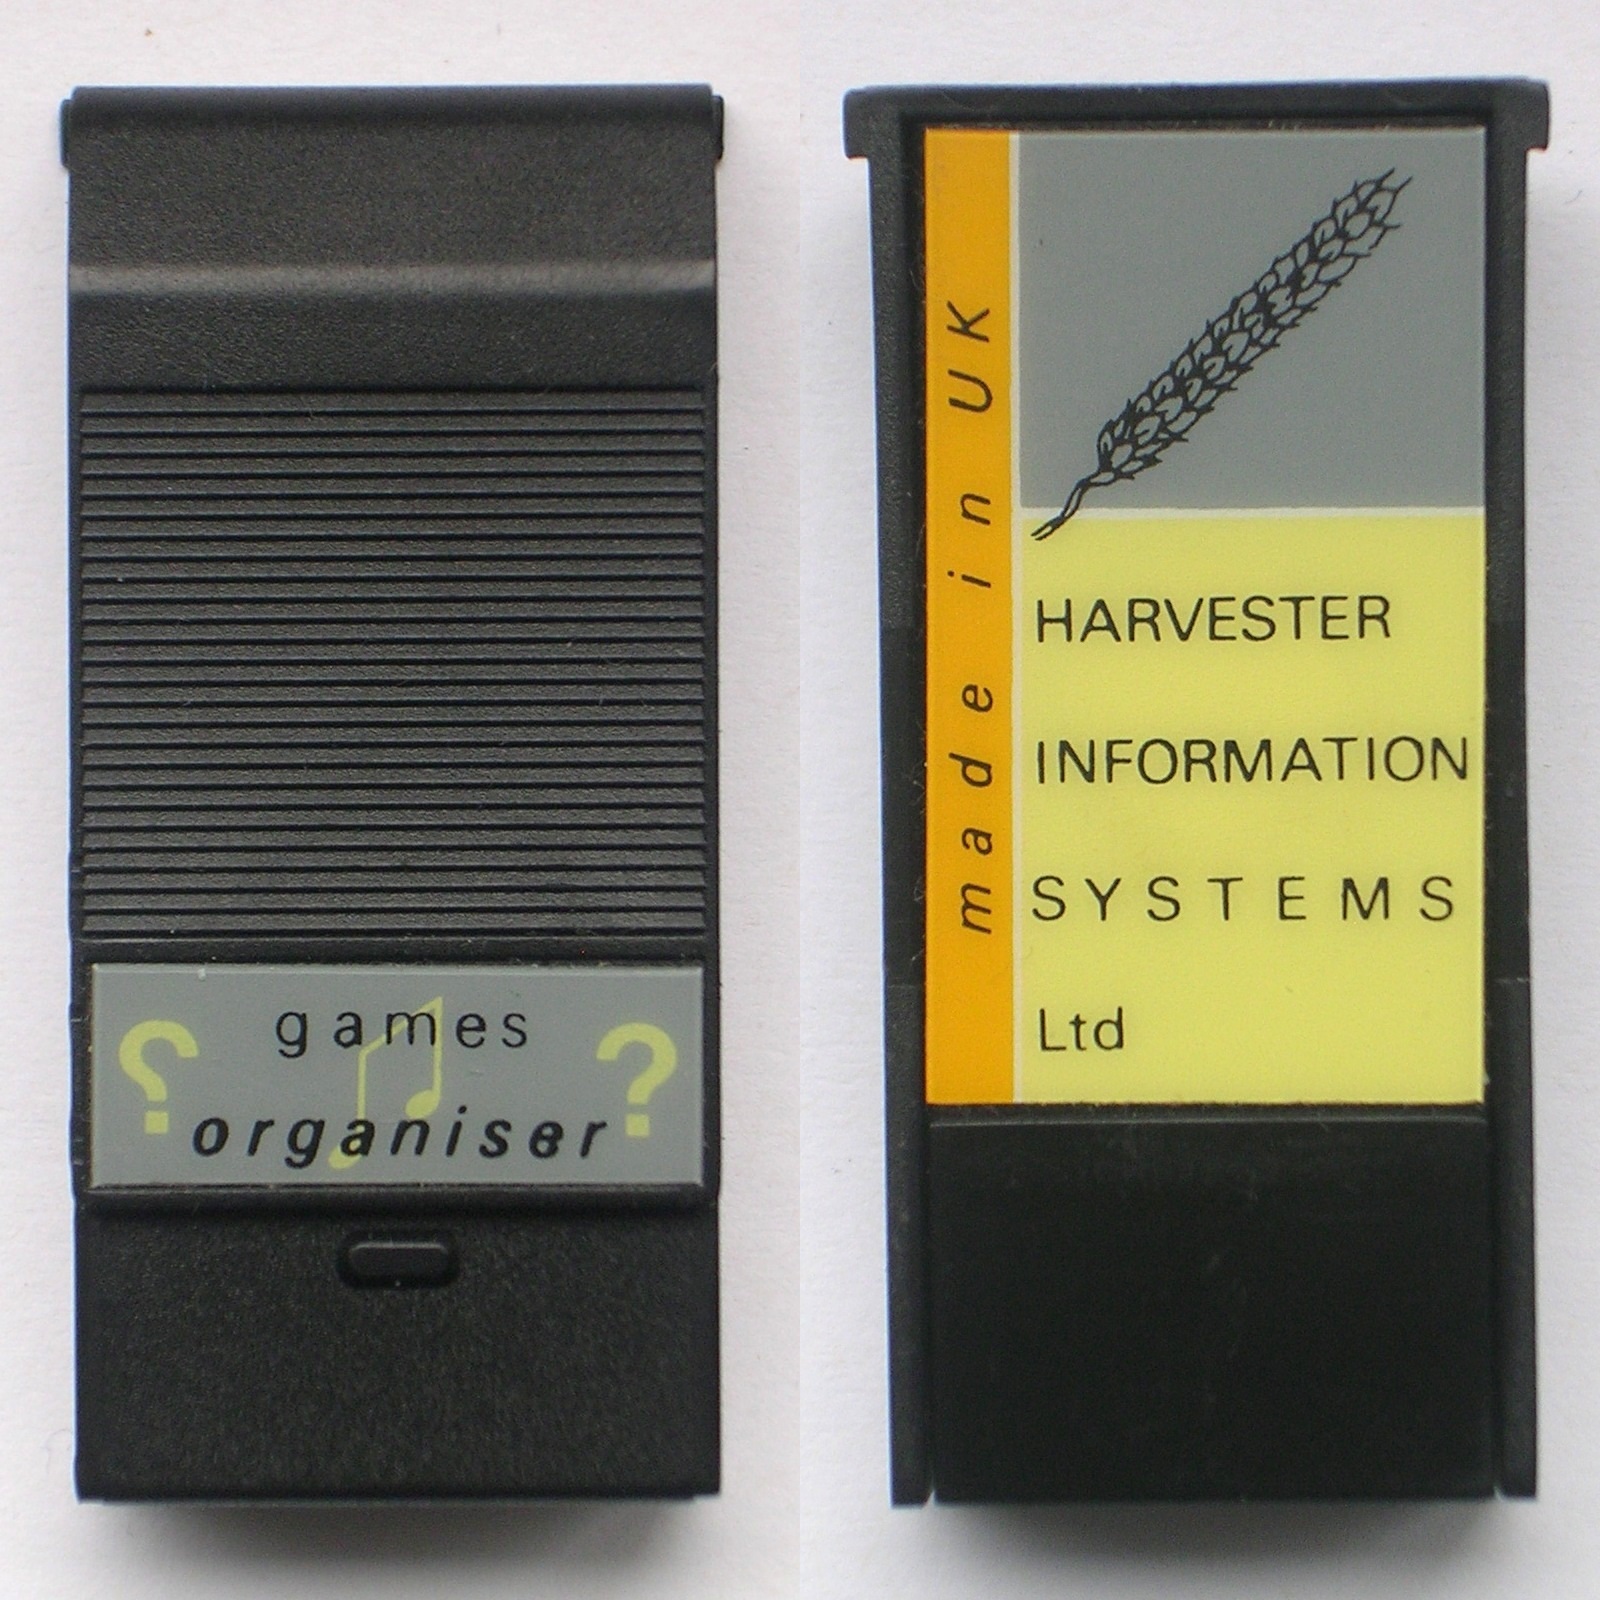 games
? ?
organiser
made in UK
HARVESTER
INFORMATION
SYSTEMS
Ltd